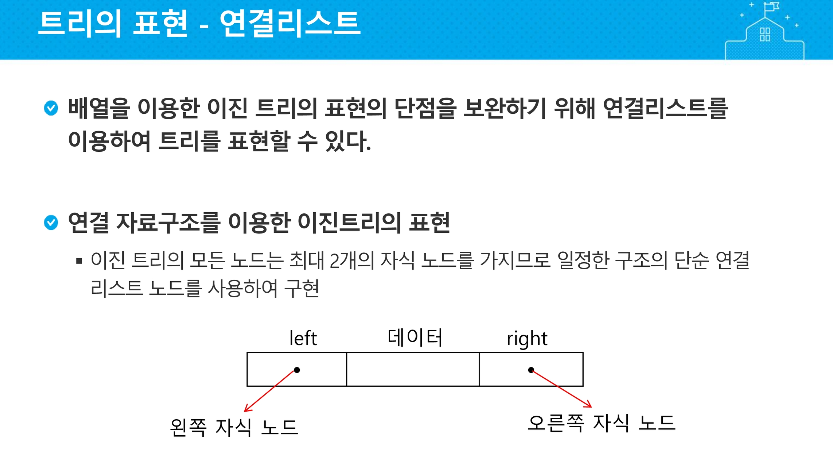 트리의 표현 - 연결리스트
배열을 이용한 이진 트리의 표현의 단점을 보완하기 위해 연결리스트를
이용하여 트리를 표현할 수 있다.
연결 자료구조를 이용한 이진트리의 표현
이진 트리의 모든 노드는 최대 2개의 자식 노드를 가지므로 일정한 구조의 단순 연결
리스트 노드를 사용하여 구현
left 데이터 right
왼쪽 자식 노드 오른쪽 자식 노드